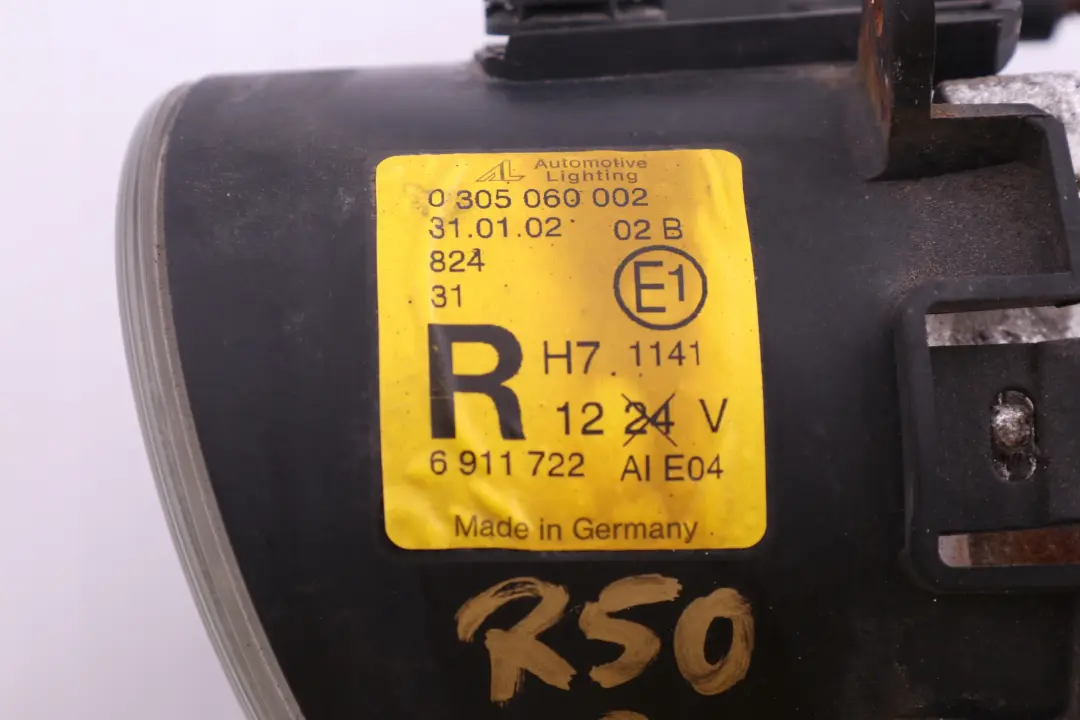 AL Automotive
Lighting
0 305 060 002
31.01.02 02 B
824
31
E1
R H7 1141
12 24 V
6 911 722 AI E04
Made in Germany
R50